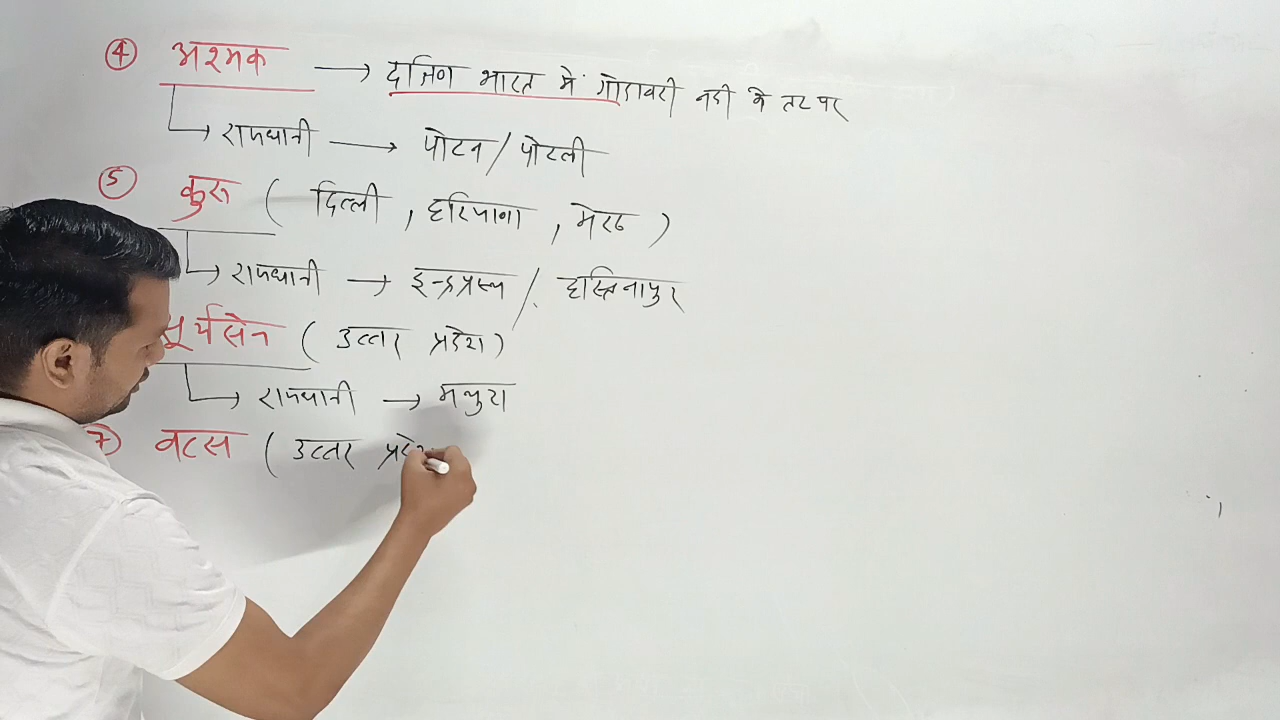 ④ अश्मक → दक्षिण भारत में गोदावरी नदी के तट पर
राजधानी → पोटन / पोटली
⑤ कुरू ( दिल्ली , हरियाणा , मेरठ )
राजधानी → इन्द्रप्रस्थ / हस्तिनापुर
सूर्यसेन ( उत्तर प्रदेश )
राजधानी → मथुरा
⑦ वत्स ( उत्तर